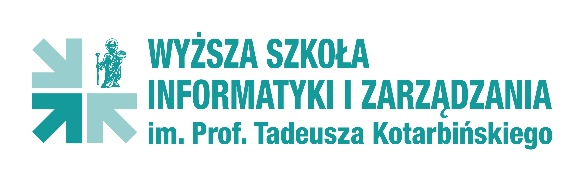 WYŻSZA SZKOŁA
INFORMATYKI I ZARZĄDZANIA
im. Prof. Tadeusza Kotarbińskiego